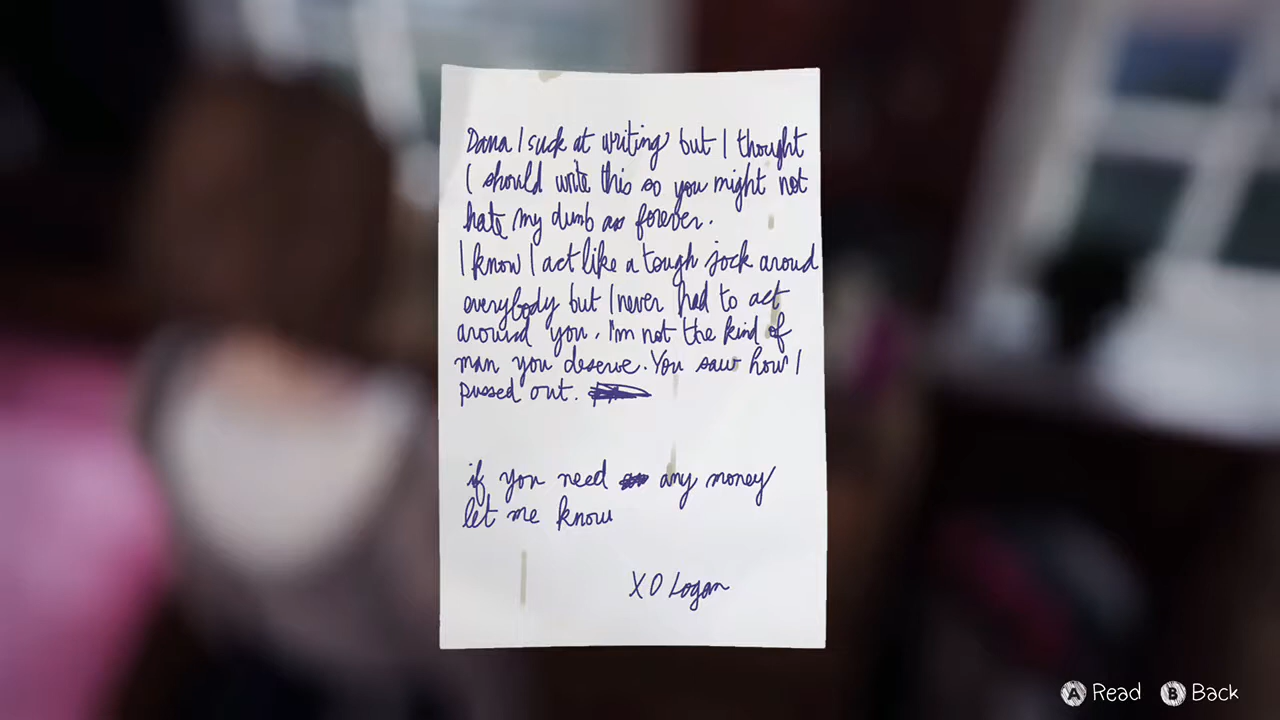 Dana I suck at writing but I thought
I should write this so you might not
hate my dumb ass forever.
I know I act like a tough jock aroud
everybody but I never had to act
around you. I'm not the kind of
man you deserve. You saw how I
pussed out.
if you need any money
let me know
XO Logan
A Read B Back